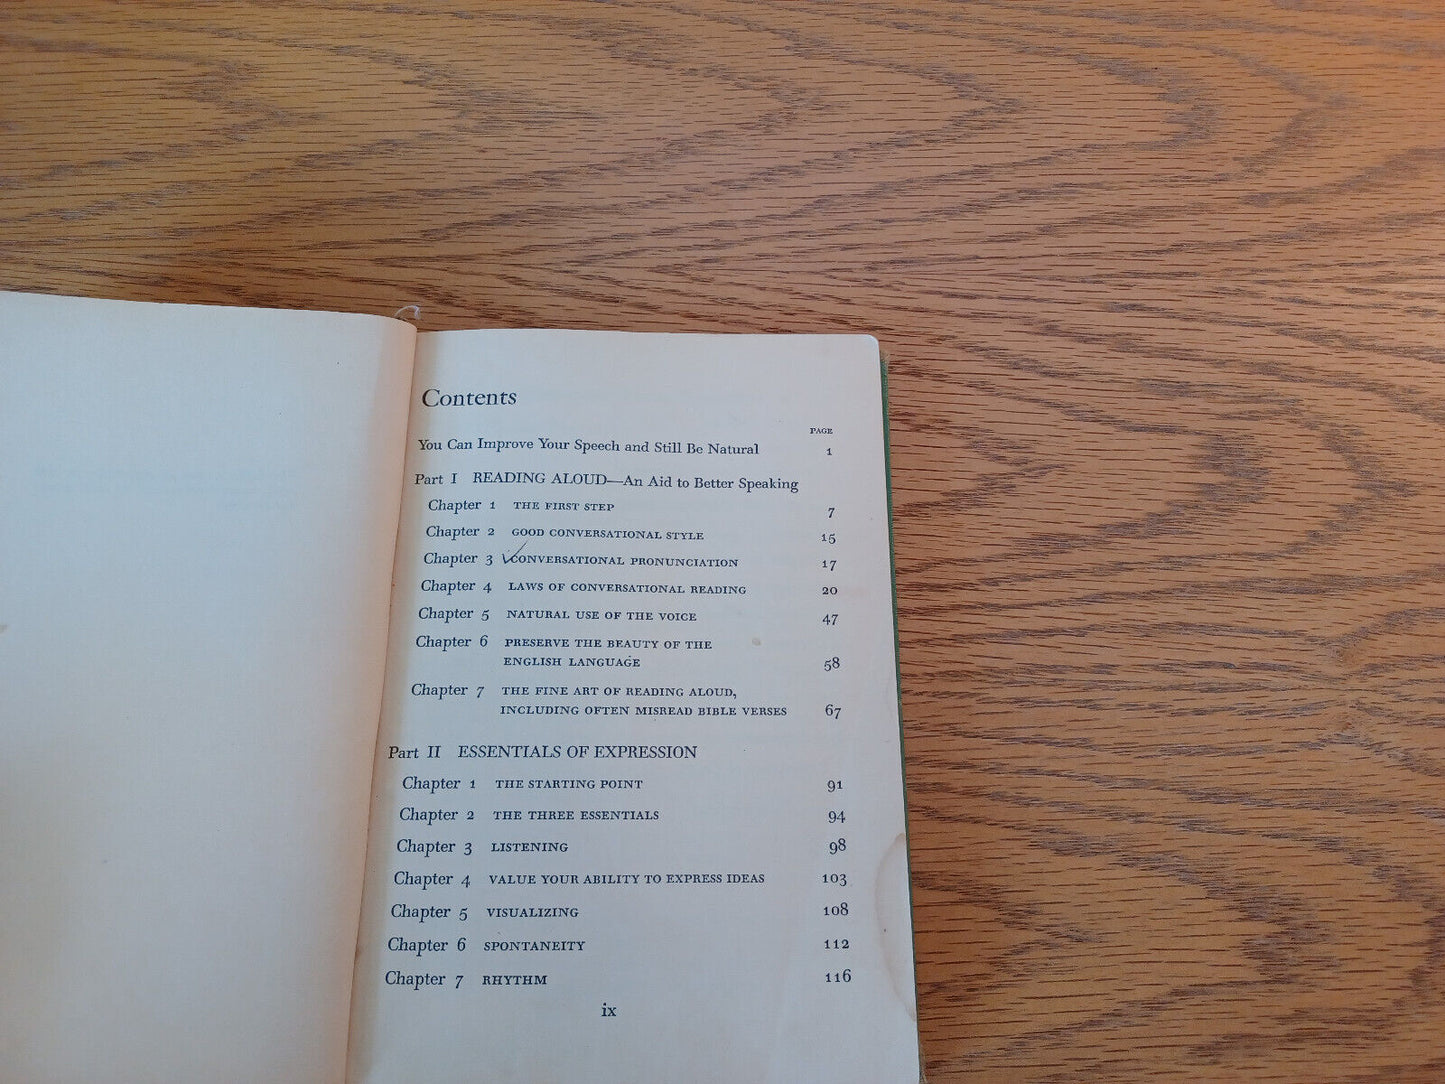 Contents
PAGE
You Can Improve Your Speech and Still Be Natural 1
Part I READING ALOUD—An Aid to Better Speaking
Chapter 1 THE FIRST STEP 7
Chapter 2 GOOD CONVERSATIONAL STYLE 15
Chapter 3 CONVERSATIONAL PRONUNCIATION 17
Chapter 4 LAWS OF CONVERSATIONAL READING 20
Chapter 5 NATURAL USE OF THE VOICE 47
Chapter 6 PRESERVE THE BEAUTY OF THE
ENGLISH LANGUAGE 58
Chapter 7 THE FINE ART OF READING ALOUD,
INCLUDING OFTEN MISREAD BIBLE VERSES 67
Part II ESSENTIALS OF EXPRESSION
Chapter 1 THE STARTING POINT 91
Chapter 2 THE THREE ESSENTIALS 94
Chapter 3 LISTENING 98
Chapter 4 VALUE YOUR ABILITY TO EXPRESS IDEAS 103
Chapter 5 VISUALIZING 108
Chapter 6 SPONTANEITY 112
Chapter 7 RHYTHM 116
ix